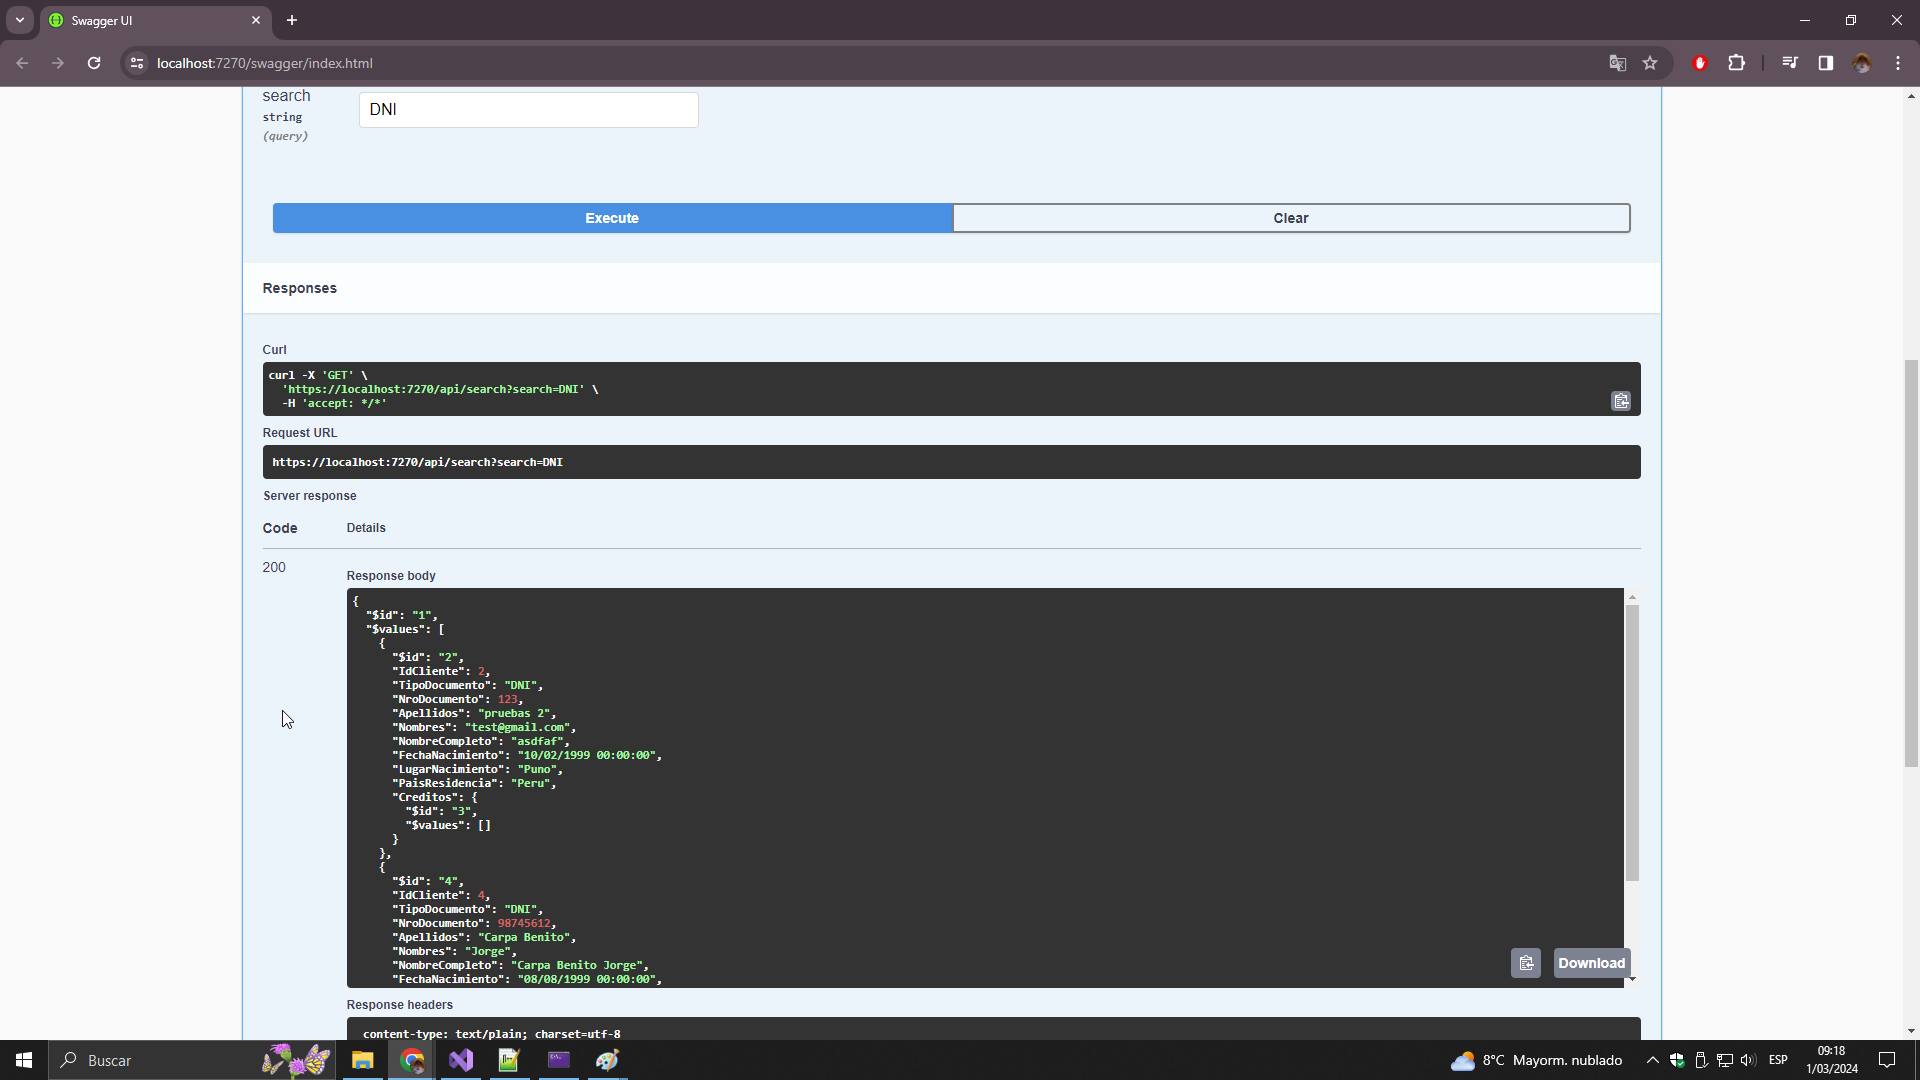 Swagger UI
localhost:7270/swagger/index.html
search
string
(query)
DNI
Execute
Clear
Responses
Curl
curl -X 'GET' \
'https://localhost:7270/api/search?search=DNI' \
-H 'accept: */*'
Request URL
https://localhost:7270/api/search?search=DNI
Server response
Code
Details
200
Response body
{
"$id": "1",
"$values": [
{
"$id": "2",
"IdCliente": 2,
"TipoDocumento": "DNI",
"NroDocumento": 123,
"Apellidos": "pruebas 2",
"Nombres": "test@gmail.com",
"NombreCompleto": "asdfaf",
"FechaNacimiento": "10/02/1999 00:00:00",
"LugarNacimiento": "Puno",
"PaisResidencia": "Peru",
"Creditos": {
"$id": "3",
"$values": []
}
},
{
"$id": "4",
"IdCliente": 4,
"TipoDocumento": "DNI",
"NroDocumento": 98745612,
"Apellidos": "Carpa Benito",
"Nombres": "Jorge",
"NombreCompleto": "Carpa Benito Jorge",
"FechaNacimiento": "08/08/1999 00:00:00",
Download
Response headers
content-type: text/plain; charset=utf-8
Buscar
8°C Mayorm. nublado
ESP
09:18
1/03/2024